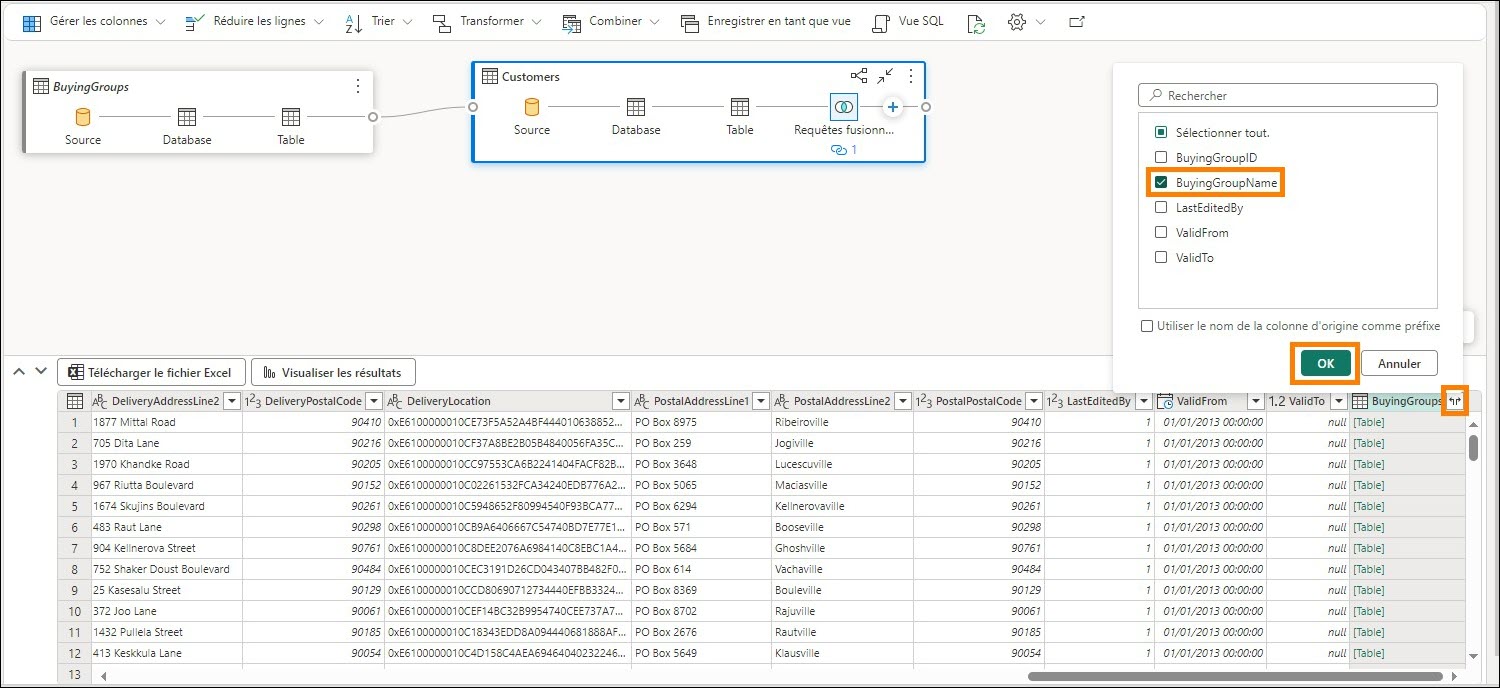 Gérer les colonnes Réduire les lignes Trier Transformer Combiner Enregistrer en tant que vue Vue SQL
BuyingGroups
Source Database Table
Customers
Source Database Table Requêtes fusionn...
1
Rechercher
Sélectionner tout.
BuyingGroupID
BuyingGroupName
LastEditedBy
ValidFrom
ValidTo
Utiliser le nom de la colonne d'origine comme préfixe
OK Annuler
Télécharger le fichier Excel Visualiser les résultats
DeliveryAddressLine2 DeliveryPostalCode DeliveryLocation PostalAddressLine1 PostalAddressLine2 PostalPostalCode LastEditedBy ValidFrom 1.2 ValidTo BuyingGroups
1 1877 Mittal Road 90410 0xE6100000010CE73F5A52A4BF444010638852... PO Box 8975 Ribeiroville 90410 1 01/01/2013 00:00:00 null [Table]
2 705 Dita Lane 90216 0xE6100000010CF37A8BE2B05B4840056FA35C... PO Box 259 Jogiville 90216 1 01/01/2013 00:00:00 null [Table]
3 1970 Khandke Road 90205 0xE6100000010CC97553CA6B2241404FACF82B... PO Box 3648 Lucescuville 90205 1 01/01/2013 00:00:00 null [Table]
4 967 Riutta Boulevard 90152 0xE6100000010C02261532FCA34240EDB776A2... PO Box 5065 Maciasville 90152 1 01/01/2013 00:00:00 null [Table]
5 1674 Skujins Boulevard 90261 0xE6100000010C5948652F80994540F93BCA77... PO Box 6294 Kellnerovaville 90261 1 01/01/2013 00:00:00 null [Table]
6 483 Raut Lane 90298 0xE6100000010CB9A6406667C54740BD7E77E1... PO Box 571 Booseville 90298 1 01/01/2013 00:00:00 null [Table]
7 904 Kellnerova Street 90761 0xE6100000010C8DEE2076A6984140C8EBC1A4... PO Box 5684 Ghoshville 90761 1 01/01/2013 00:00:00 null [Table]
8 752 Shaker Doust Boulevard 90484 0xE6100000010CEC3191D26CD043407BB482F0... PO Box 614 Vachaville 90484 1 01/01/2013 00:00:00 null [Table]
9 25 Kasesalu Street 90129 0xE6100000010CCD80690712734440EFBB3324... PO Box 8369 Bouleville 90129 1 01/01/2013 00:00:00 null [Table]
10 372 Joo Lane 90061 0xE6100000010CEF14BC32B9954740CEE737A7... PO Box 8702 Rajuville 90061 1 01/01/2013 00:00:00 null [Table]
11 1432 Pullela Street 90185 0xE6100000010C18343EDD8A094440681888AF... PO Box 2676 Rautville 90185 1 01/01/2013 00:00:00 null [Table]
12 413 Keskkula Lane 90054 0xE6100000010C4D158C4AEA69464040232246... PO Box 5649 Klausville 90054 1 01/01/2013 00:00:00 null [Table]
13